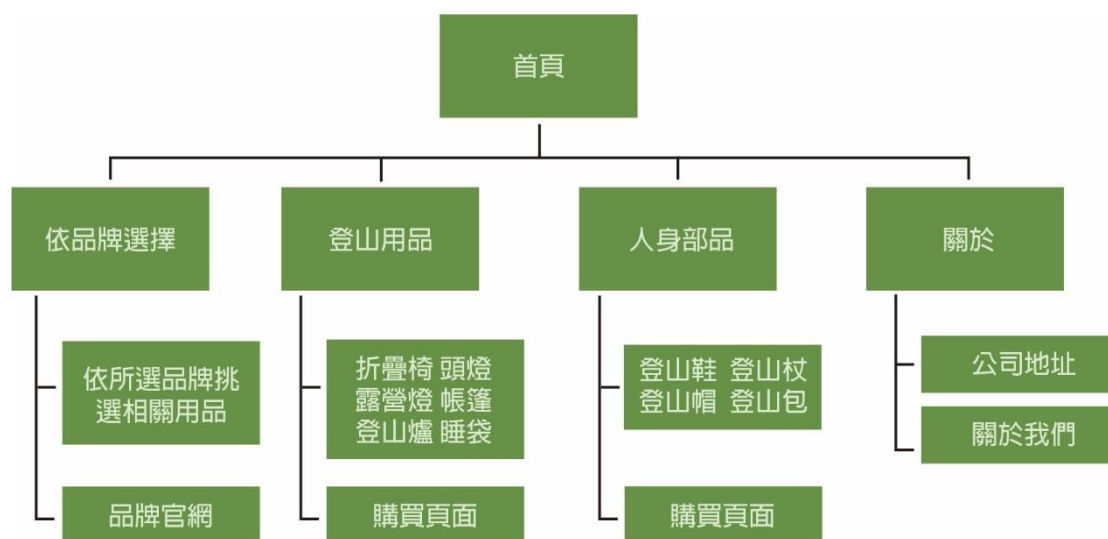 首頁
依品牌選擇
登山用品
人身部品
關於
依所選品牌挑
選相關用品
品牌官網
折疊椅 頭燈
露營燈 帳篷
登山爐 睡袋
購買頁面
登山鞋 登山杖
登山帽 登山包
購買頁面
公司地址
關於我們